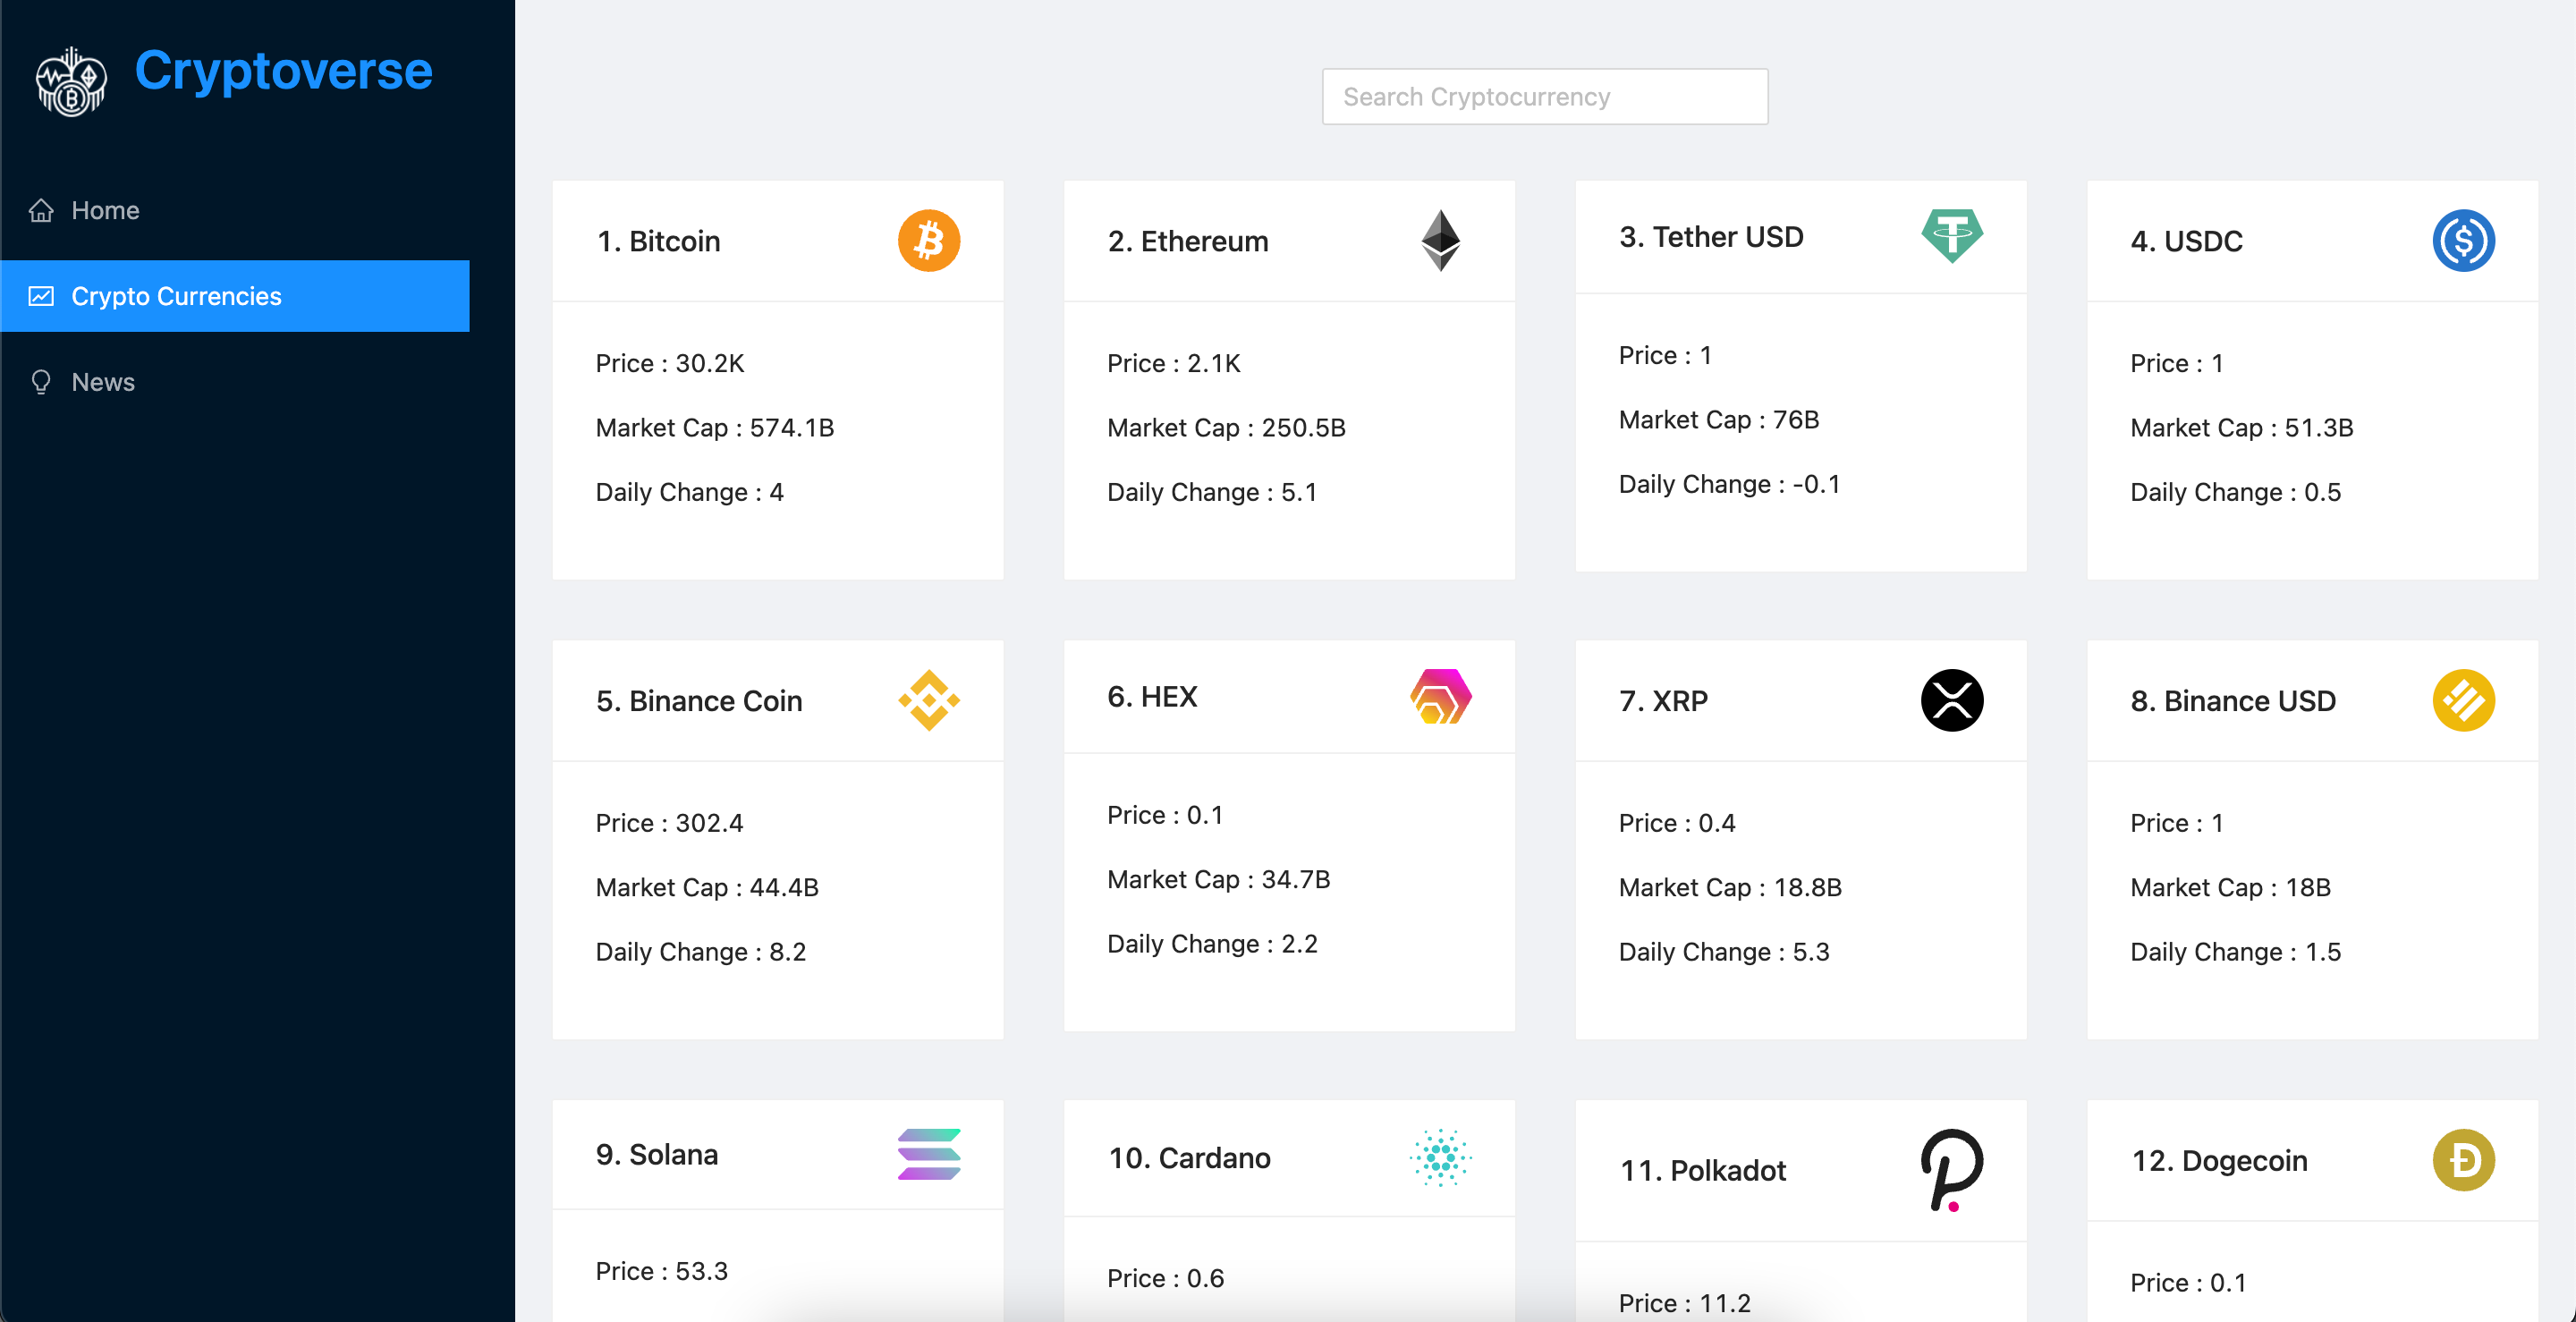 Cryptoverse
Home
Crypto Currencies
News
Search Cryptocurrency
1. Bitcoin
Price : 30.2K
Market Cap : 574.1B
Daily Change : 4
2. Ethereum
Price : 2.1K
Market Cap : 250.5B
Daily Change : 5.1
3. Tether USD
Price : 1
Market Cap : 76B
Daily Change : -0.1
4. USDC
Price : 1
Market Cap : 51.3B
Daily Change : 0.5
5. Binance Coin
Price : 302.4
Market Cap : 44.4B
Daily Change : 8.2
6. HEX
Price : 0.1
Market Cap : 34.7B
Daily Change : 2.2
7. XRP
Price : 0.4
Market Cap : 18.8B
Daily Change : 5.3
8. Binance USD
Price : 1
Market Cap : 18B
Daily Change : 1.5
9. Solana
Price : 53.3
10. Cardano
Price : 0.6
11. Polkadot
Price : 11.2
12. Dogecoin
Price : 0.1